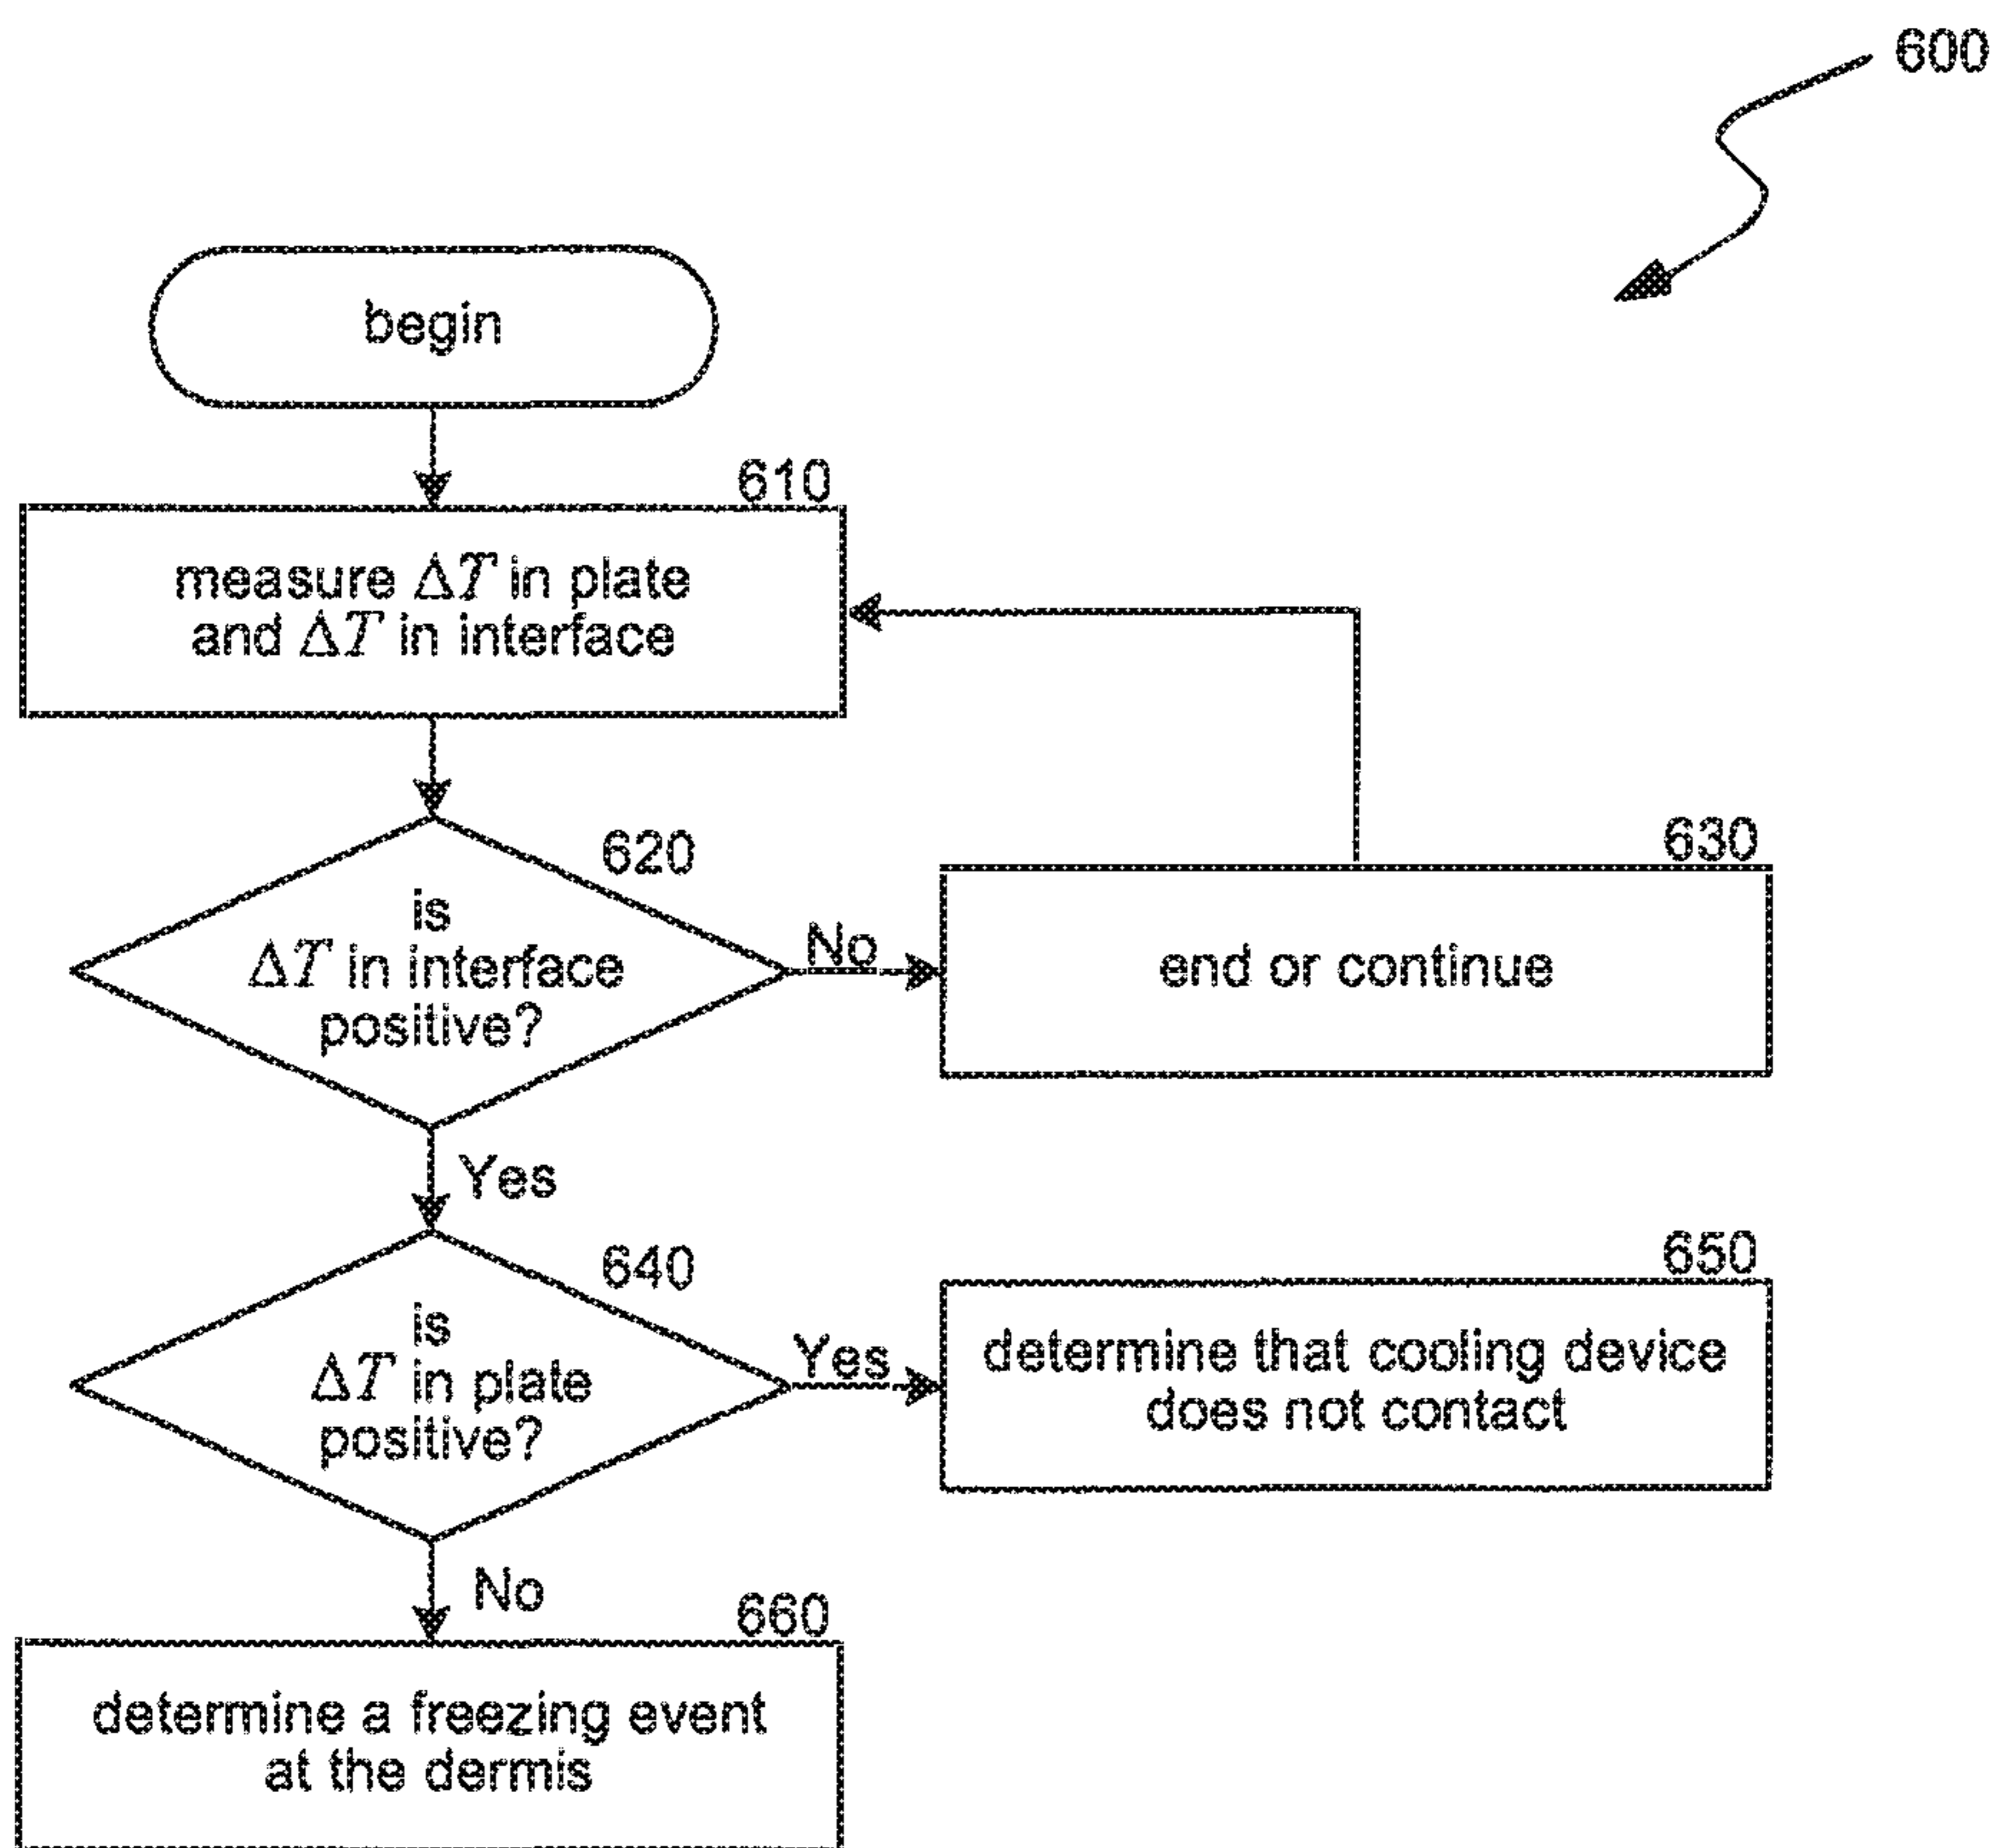 600
begin
610
measure ΔT in plate
and ΔT in interface
620
is
ΔT in interface
positive?
No
630
end or continue
Yes
640
is
ΔT in plate
positive?
Yes
650
determine that cooling device
does not contact
No
660
determine a freezing event
at the dermis